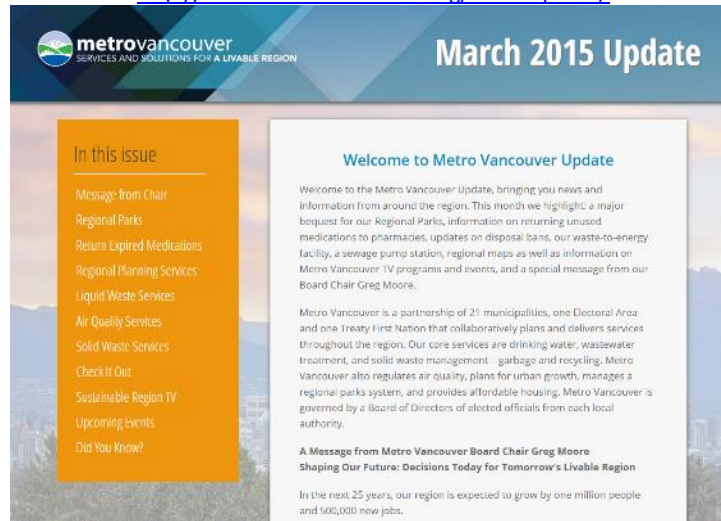 metrovancouver
SERVICES AND SOLUTIONS FOR A LIVABLE REGION
March 2015 Update
In this issue
Message from Chair
Regional Parks
Return Expired Medications
Regional Planning Services
Liquid Waste Services
Air Quality Services
Solid Waste Services
Check It Out
Sustainable Region TV
Upcoming Events
Did You Know?
Welcome to Metro Vancouver Update
Welcome to the Metro Vancouver Update, bringing you news and
information from around the region. This month we highlight: a major
bequest for our Regional Parks, information on returning unused
medications to pharmacies, updates on disposal bans, our waste-to-energy
facility, a sewage pump station, regional maps as well as information on
Metro Vancouver TV programs and events, and a special message from our
Board Chair Greg Moore.
Metro Vancouver is a partnership of 21 municipalities, one Electoral Area
and one Treaty First Nation that collaboratively plans and delivers services
throughout the region. Our core services are drinking water, wastewater
treatment, and solid waste management - garbage and recycling. Metro
Vancouver also regulates air quality, plans for urban growth, manages a
regional parks system, and provides affordable housing. Metro Vancouver is
governed by a Board of Directors of elected officials from each local
authority.
A Message from Metro Vancouver Board Chair Greg Moore
Shaping Our Future: Decisions Today for Tomorrow's Livable Region
In the next 25 years, our region is expected to grow by one million people
and 500,000 new jobs.